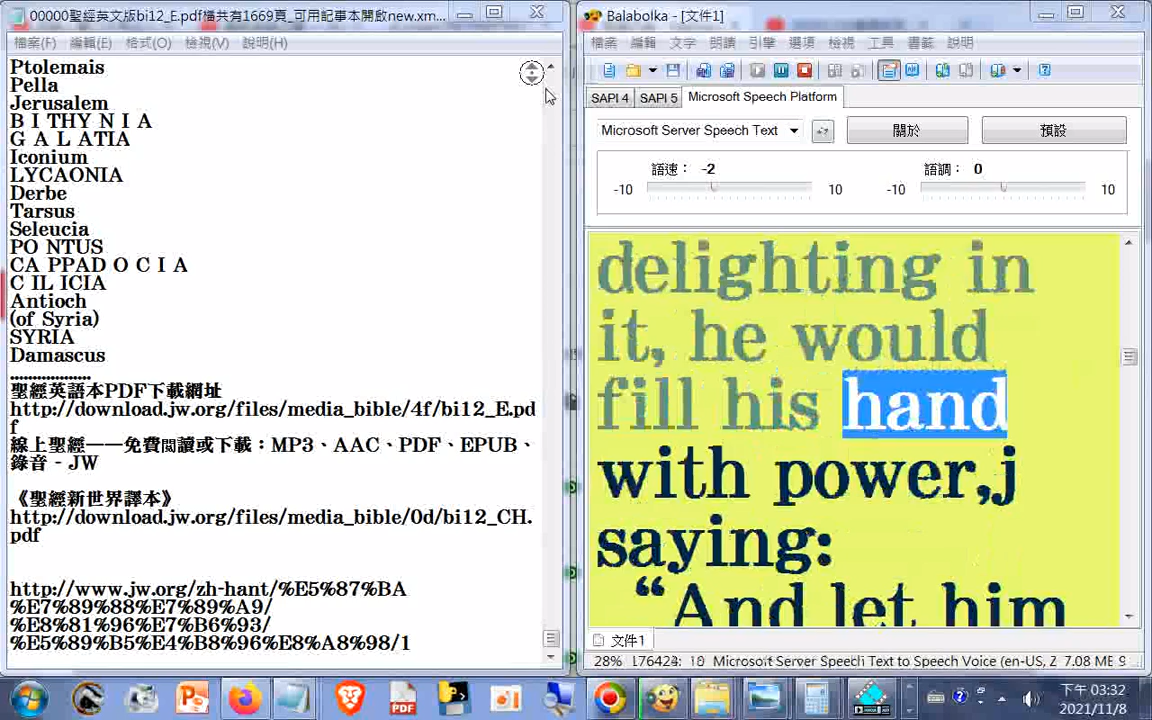 00000聖經英文版bi12_E.pdf檔共有1669頁_可用記事本開啟new.xm...
檔案(F) 編輯(E) 格式(O) 檢視(V) 說明(H)
Ptolemais
Pella
Jerusalem
B I THY N I A
G A L ATIA
Iconium
LYCAONIA
Derbe
Tarsus
Seleucia
PO NTUS
CA PPAD O C I A
C IL ICIA
Antioch
(of Syria)
SYRIA
Damascus
..................
聖經英語本PDF下載網址
http://download.jw.org/files/media_bible/4f/bi12_E.pd
f
線上聖經——免費閱讀或下載：MP3、AAC、PDF、EPUB、
錄音 - JW
《聖經新世界譯本》
http://download.jw.org/files/media_bible/0d/bi12_CH.
pdf
http://www.jw.org/zh-hant/%E5%87%BA
%E7%89%88%E7%89%A9/
%E8%81%96%E7%B6%93/
%E5%89%B5%E4%B8%96%E8%A8%98/1
Balabolka - [文件1]
檔案 編輯 文字 朗讀 引擎 選項 檢視 工具 書籤 說明
SAPI 4 SAPI 5 Microsoft Speech Platform
Microsoft Server Speech Text 關於 預設
語速： -2 語調： 0
-10 10 -10 10
delighting in
it, he would
fill his hand
with power,j
saying:
“And let him
文件1
28% 176424: 10 Microsoft Server Speech Text to Speech Voice (en-US, Z 7.08 MB 9
PDF
下午 03:32
2021/11/8